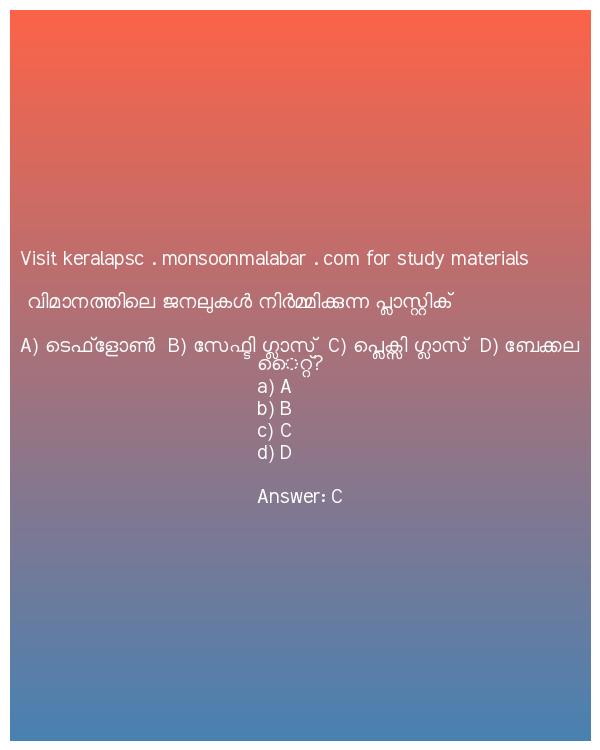 Visit keralapsc . monsoonmalabar . com for study materials
വിമാനത്തിലെ ജനലുകൾ നിർമ്മിക്കുന്ന പ്ലാസ്റ്റിക്
A) ടെഫ്ളോൺ B) സേഫ്ടി ഗ്ലാസ് C) പ്ലെക്സി ഗ്ലാസ് D) ബേക്കല
ൈറ്റ്?
a) A
b) B
c) C
d) D
Answer: C